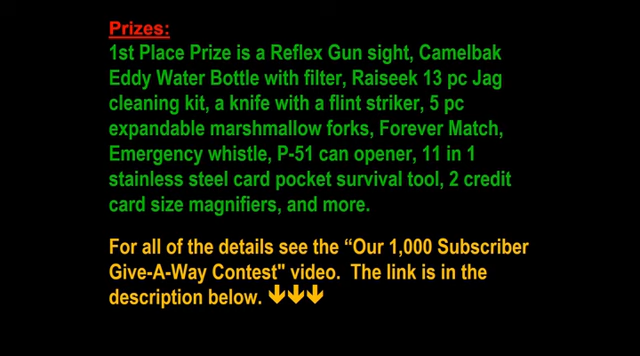 Prizes:
1st Place Prize is a Reflex Gun sight, Camelbak
Eddy Water Bottle with filter, Raiseek 13 pc Jag
cleaning kit, a knife with a flint striker, 5 pc
expandable marshmallow forks, Forever Match,
Emergency whistle, P-51 can opener, 11 in 1
stainless steel card pocket survival tool, 2 credit
card size magnifiers, and more.
For all of the details see the “Our 1,000 Subscriber
Give-A-Way Contest" video.  The link is in the
description below. 🡻🡻🡻